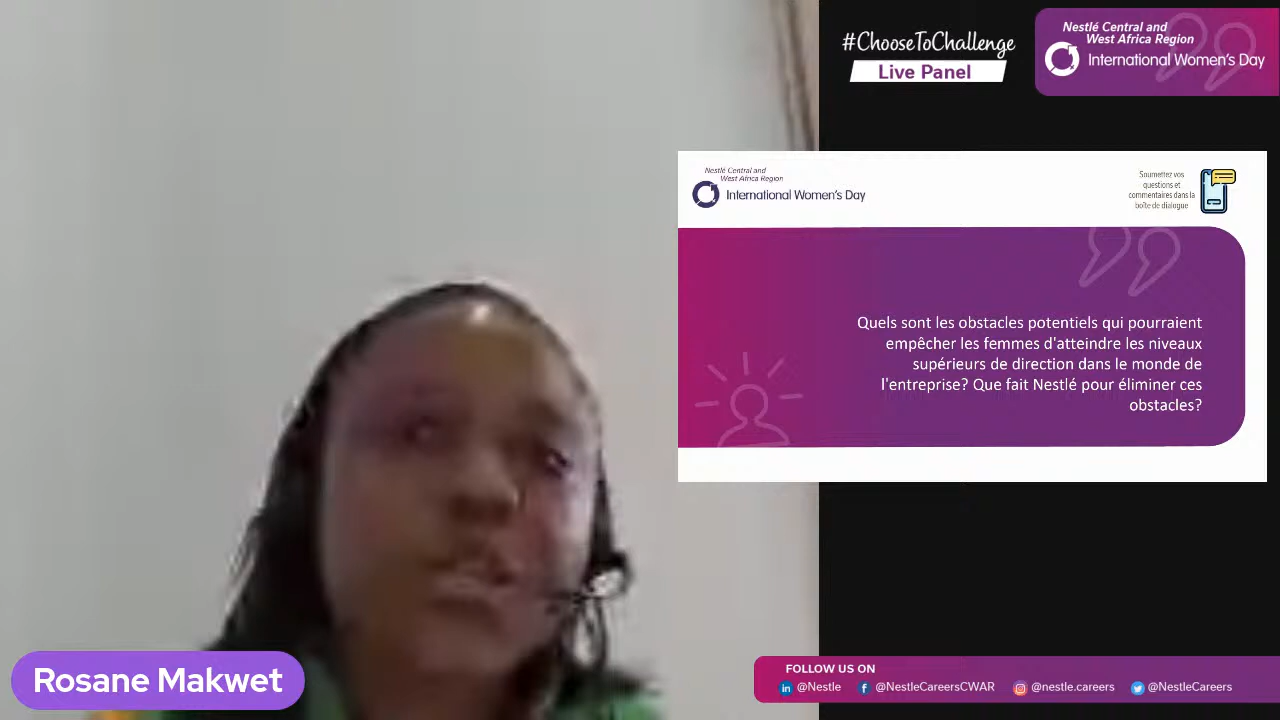 #ChooseToChallenge
Live Panel
Nestlé Central and
West Africa Region
International Women's Day
Nestlé Central and
West Africa Region
International Women's Day
Soumettez vos
questions et
commentaires dans la
boîte de dialogue
Quels sont les obstacles potentiels qui pourraient
empêcher les femmes d'atteindre les niveaux
supérieurs de direction dans le monde de
l'entreprise? Que fait Nestlé pour éliminer ces
obstacles?
Rosane Makwet
FOLLOW US ON
in @Nestle f @NestleCareersCWAR @nestle.careers @NestleCareers